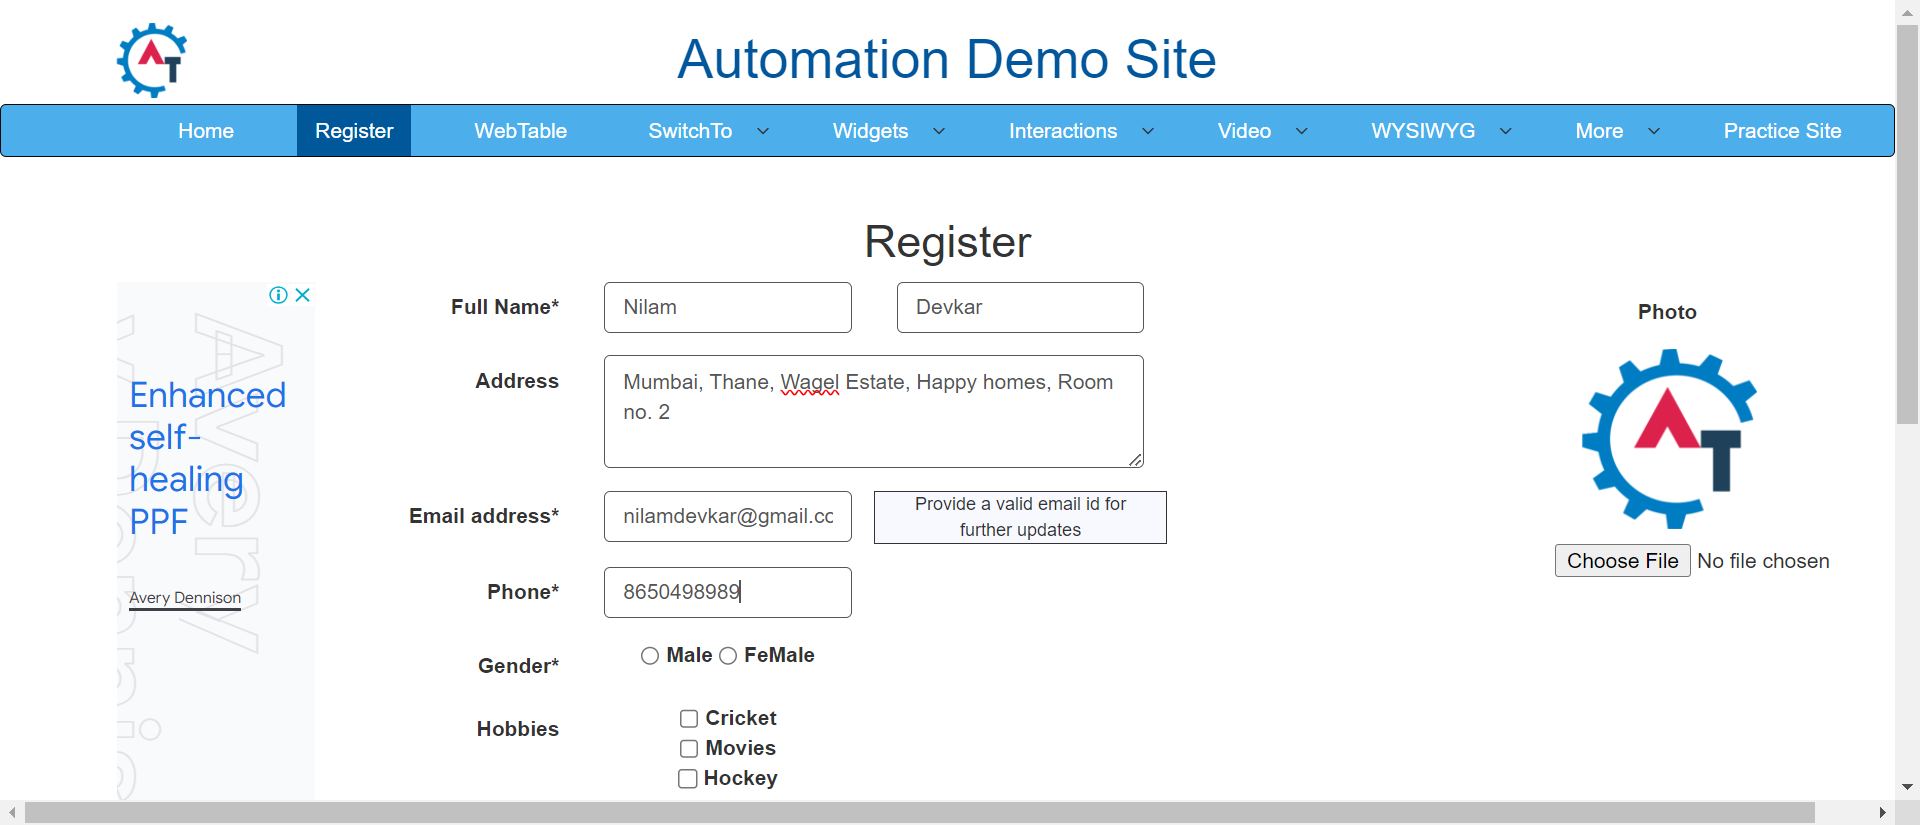 Automation Demo Site
Home Register WebTable SwitchTo Widgets Interactions Video WYSIWYG More Practice Site
Register
Full Name* Nilam Devkar
Address Mumbai, Thane, Wagel Estate, Happy homes, Room
no. 2
Email address* nilamdevkar@gmail.cc
Provide a valid email id for
further updates
Phone* 8650498989
Gender* Male FeMale
Hobbies
Cricket
Movies
Hockey
Photo
AT
Choose File No file chosen
Enhanced
self-
healing
PPF
Avery Dennison
Avery